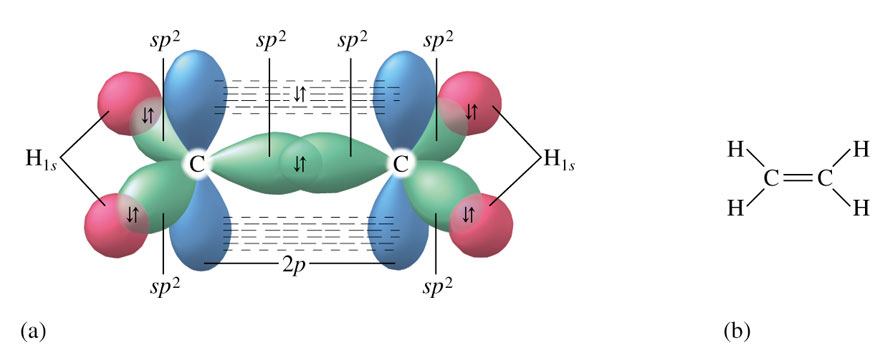 sp² sp² sp² sp²
H₁ₛ C C H₁ₛ
2p
sp² sp²
(a)
H H
C=C
H H
(b)